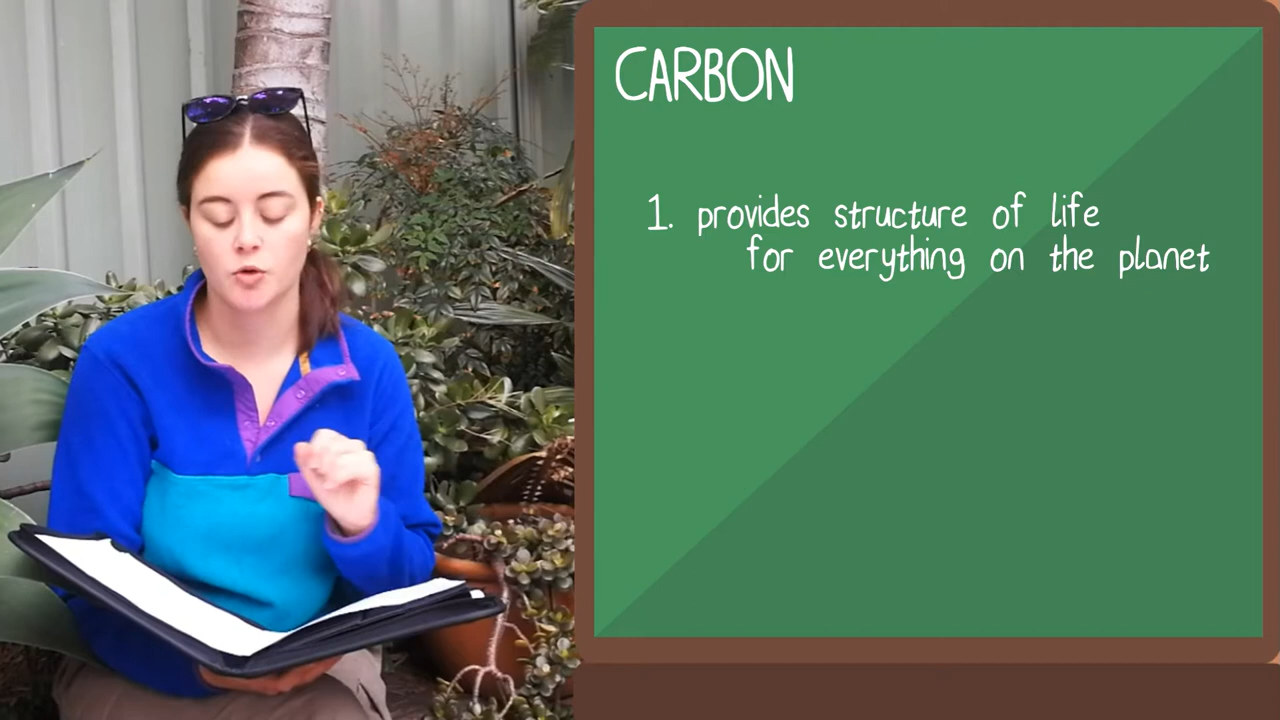 CARBON
1. provides structure of life
for everything on the planet